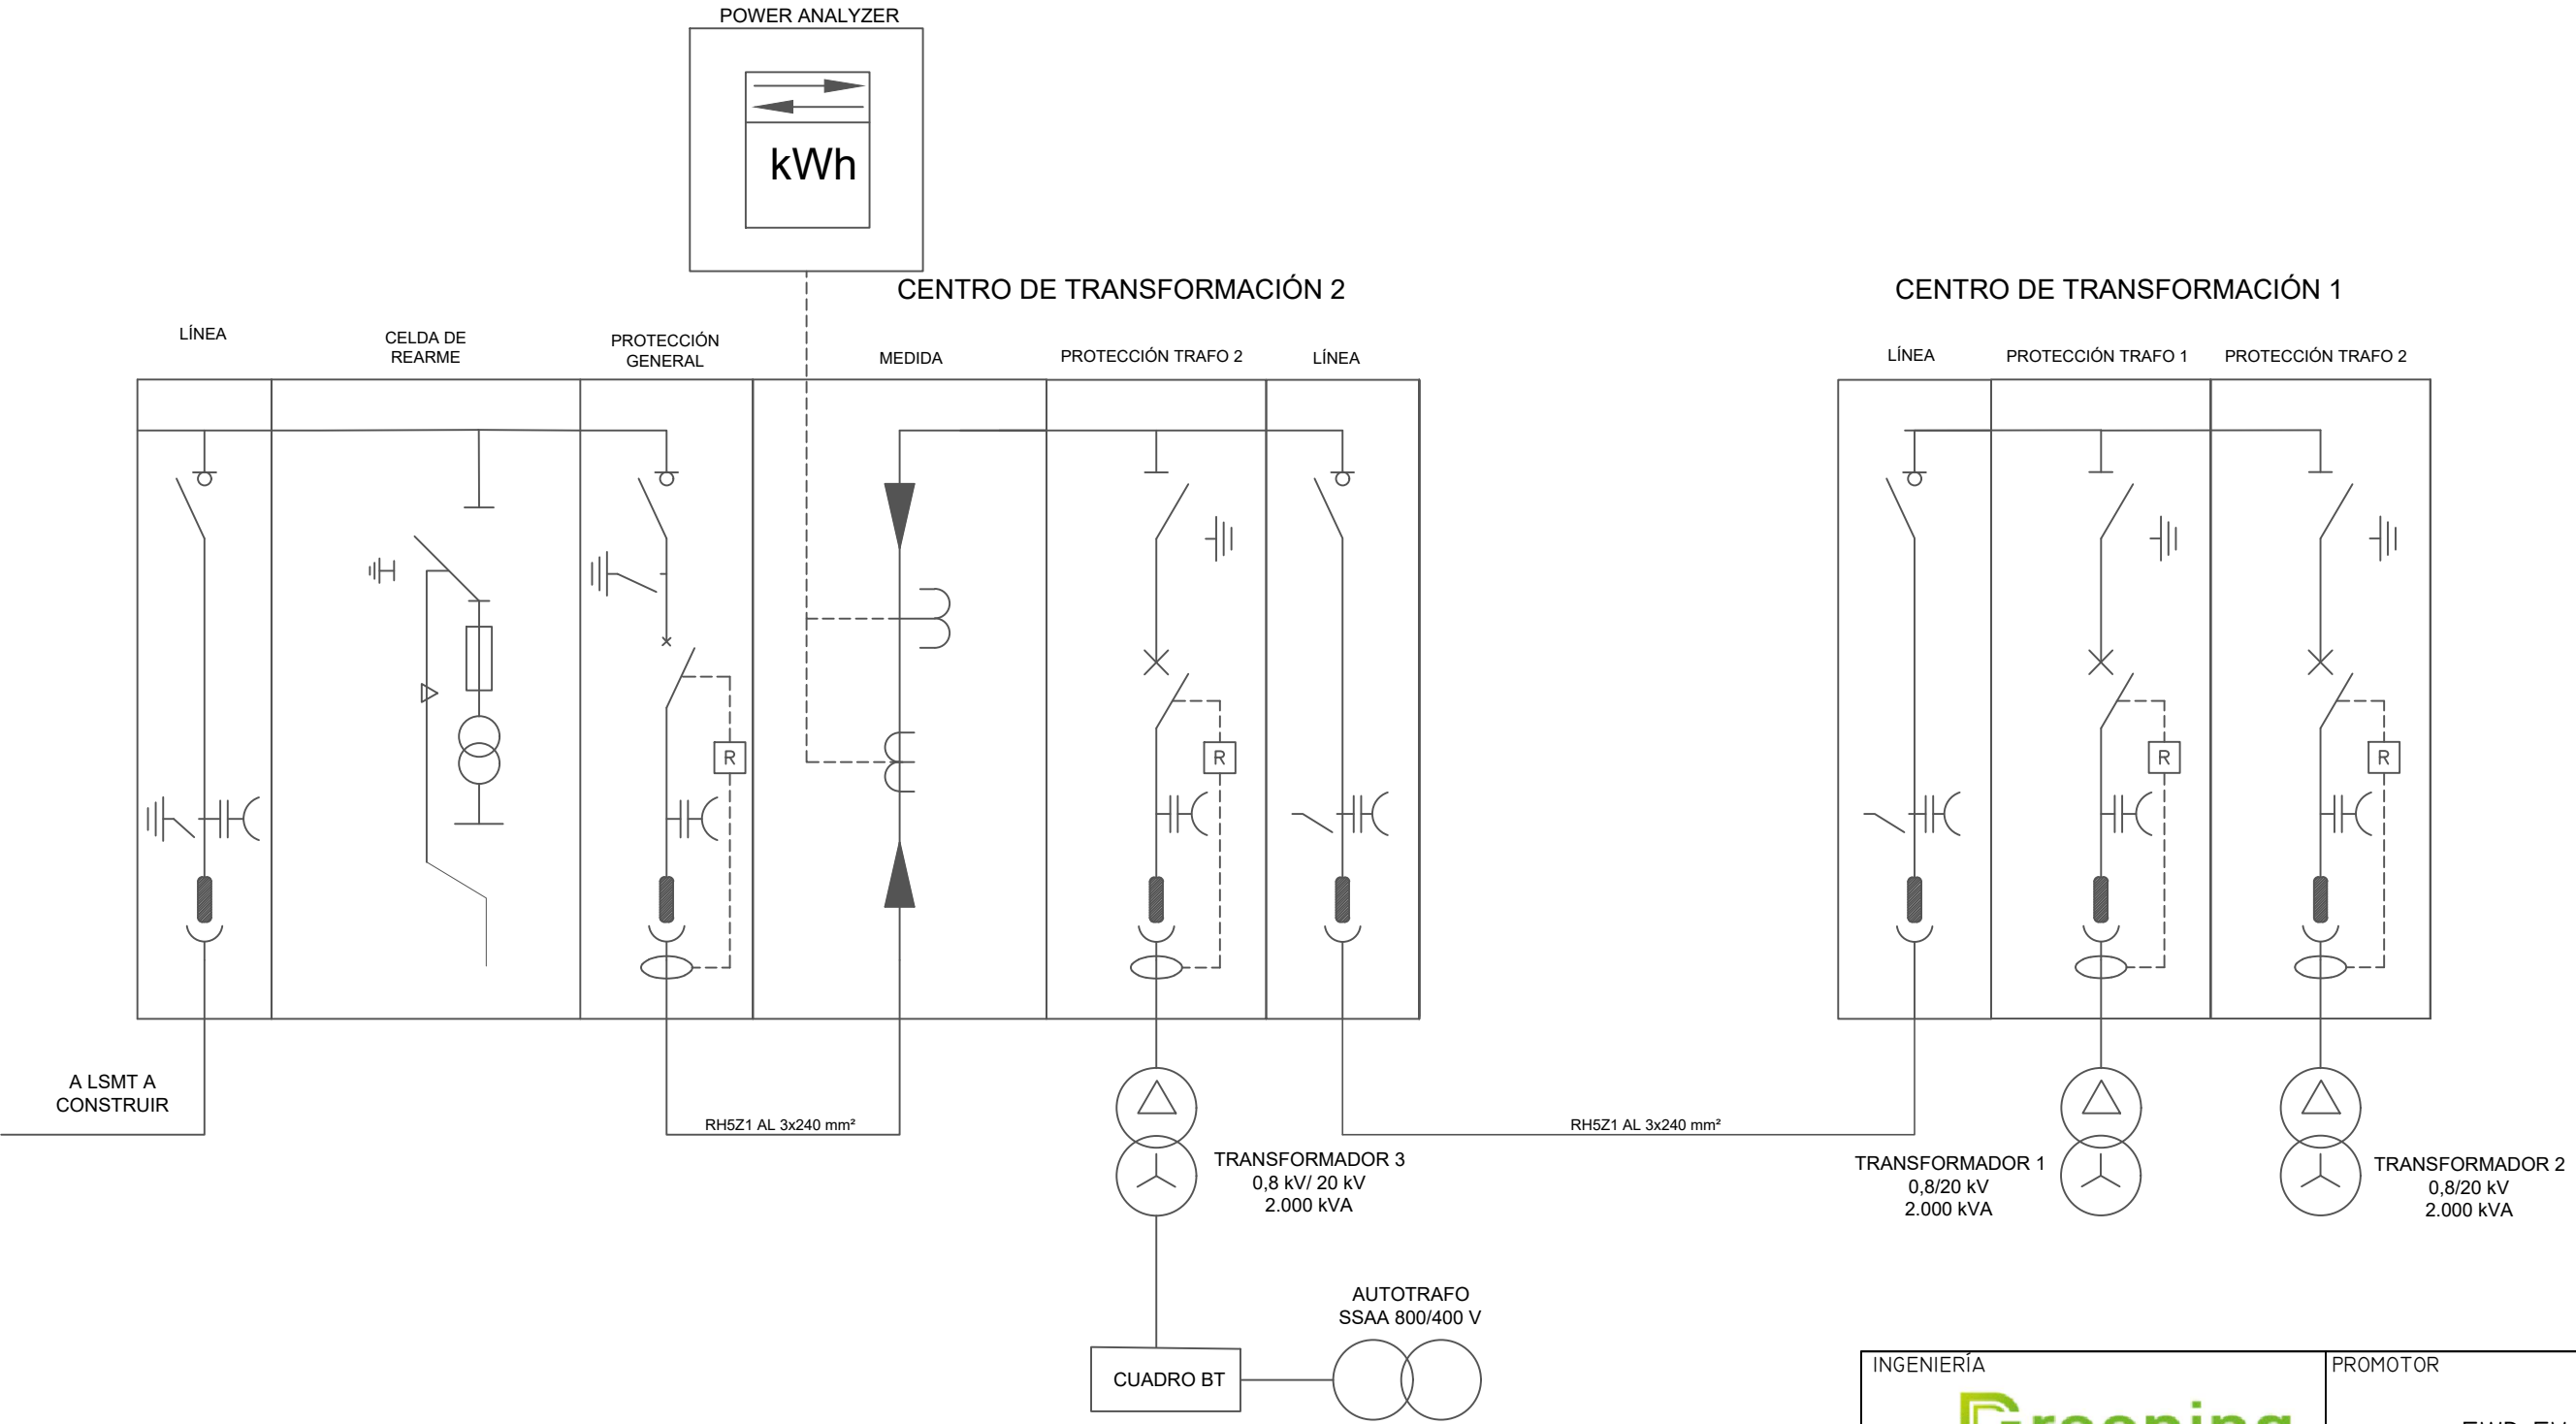 POWER ANALYZER
kWh
CENTRO DE TRANSFORMACIÓN 2
CENTRO DE TRANSFORMACIÓN 1
LÍNEA
CELDA DE
REARME
PROTECCIÓN
GENERAL
MEDIDA
PROTECCIÓN TRAFO 2
LÍNEA
LÍNEA
PROTECCIÓN TRAFO 1
PROTECCIÓN TRAFO 2
R
R
R
R
A LSMT A
CONSTRUIR
RH5Z1 AL 3x240 mm²
RH5Z1 AL 3x240 mm²
TRANSFORMADOR 3
0,8 kV/ 20 kV
2.000 kVA
TRANSFORMADOR 1
0,8/20 kV
2.000 kVA
TRANSFORMADOR 2
0,8/20 kV
2.000 kVA
AUTOTRAFO
SSAA 800/400 V
CUADRO BT
INGENIERÍA
PROMOTOR
Greening